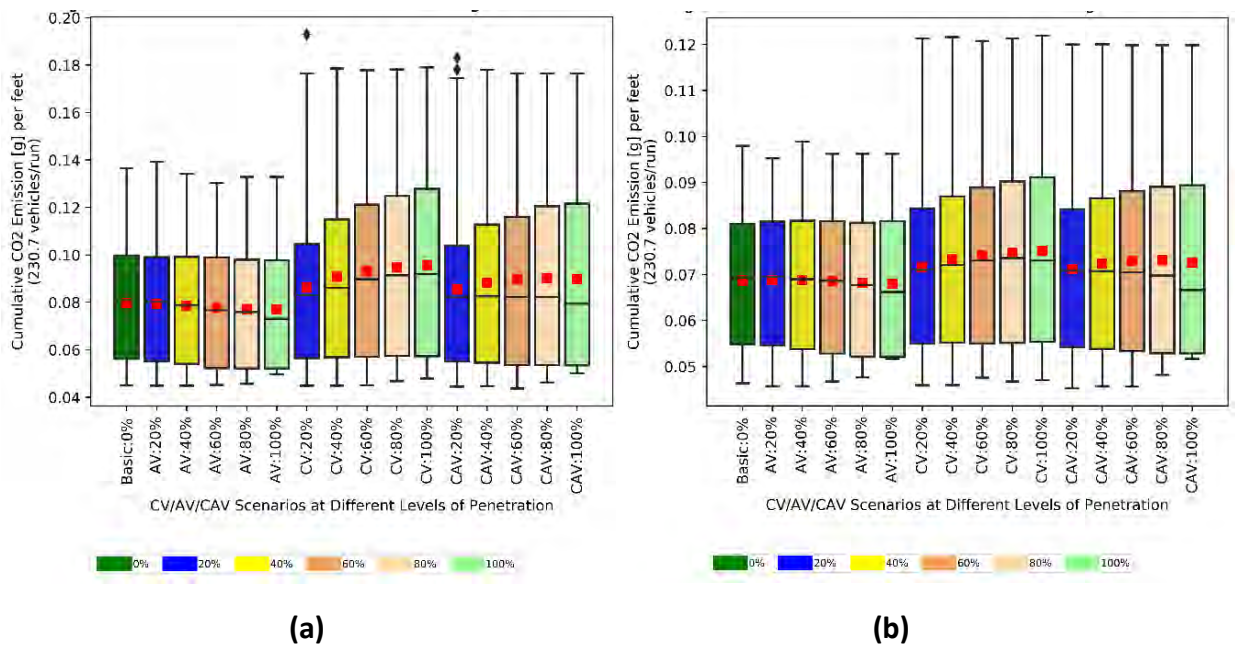 0.20
0.18
0.16
0.14
0.12
0.10
0.08
0.06
0.04
Cumulative CO2 Emission [g] per feet
(230.7 vehicles/run)
Basic:0%
AV:20%
AV:40%
AV:60%
AV:80%
AV:100%
CV:20%
CV:40%
CV:60%
CV:80%
CV:100%
CAV:20%
CAV:40%
CAV:60%
CAV:80%
CAV:100%
CV/AV/CAV Scenarios at Different Levels of Penetration
0% 20% 40% 60% 80% 100%
(a)
0.12
0.11
0.10
0.09
0.08
0.07
0.06
0.05
Cumulative CO2 Emission [g] per feet
(230.7 vehicles/run)
Basic:0%
AV:20%
AV:40%
AV:60%
AV:80%
AV:100%
CV:20%
CV:40%
CV:60%
CV:80%
CV:100%
CAV:20%
CAV:40%
CAV:60%
CAV:80%
CAV:100%
CV/AV/CAV Scenarios at Different Levels of Penetration
0% 20% 40% 60% 80% 100%
(b)